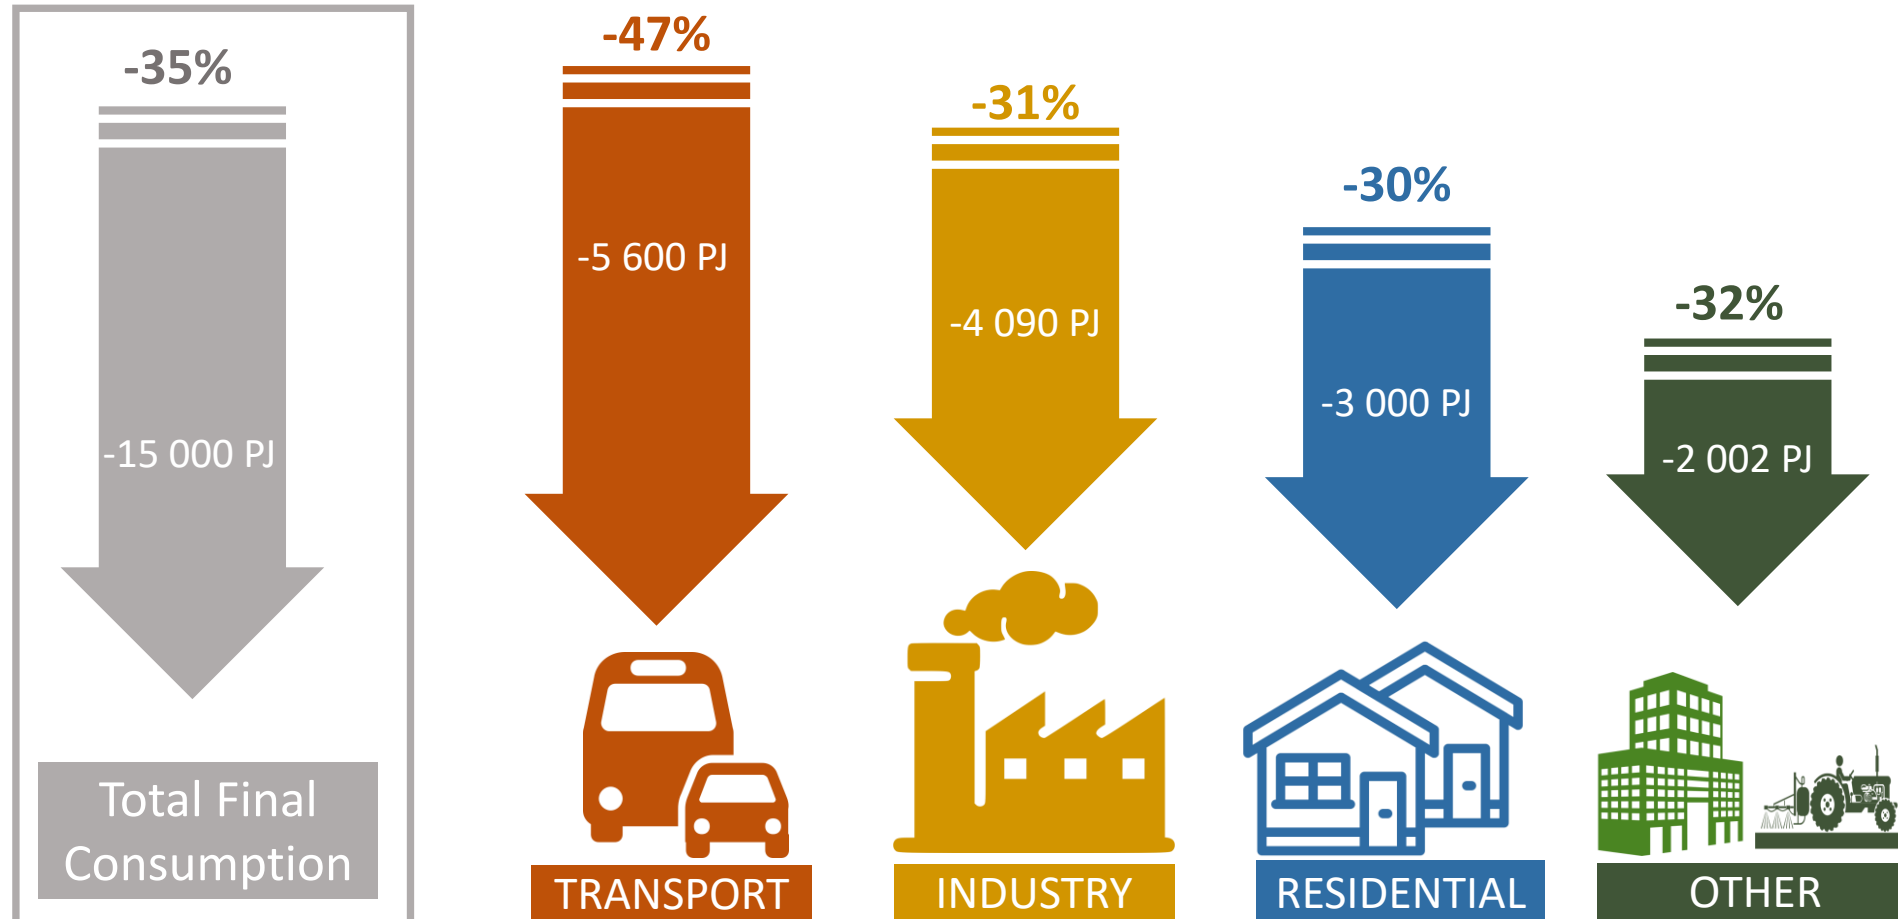 -35%
-15 000 PJ
Total Final
Consumption
-47%
-5 600 PJ
TRANSPORT
-31%
-4 090 PJ
INDUSTRY
-30%
-3 000 PJ
RESIDENTIAL
-32%
-2 002 PJ
OTHER